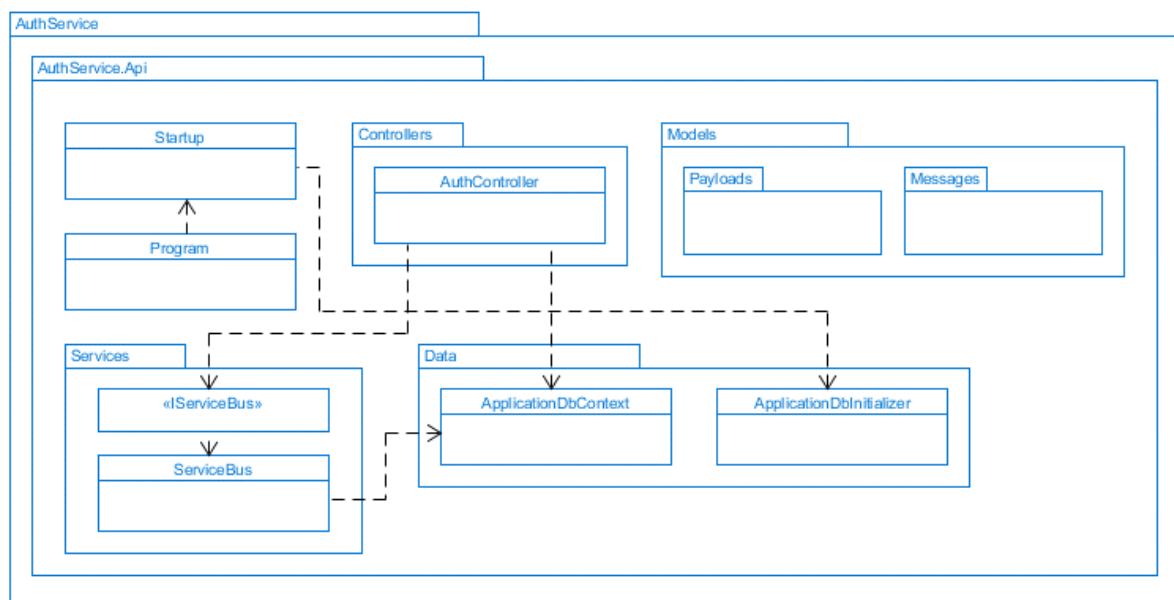 AuthService
AuthService.Api
Startup
Controllers
Models
AuthController
Payloads
Messages
Program
Services
Data
«IServiceBus»
ApplicationDbContext
ApplicationDbInitializer
ServiceBus